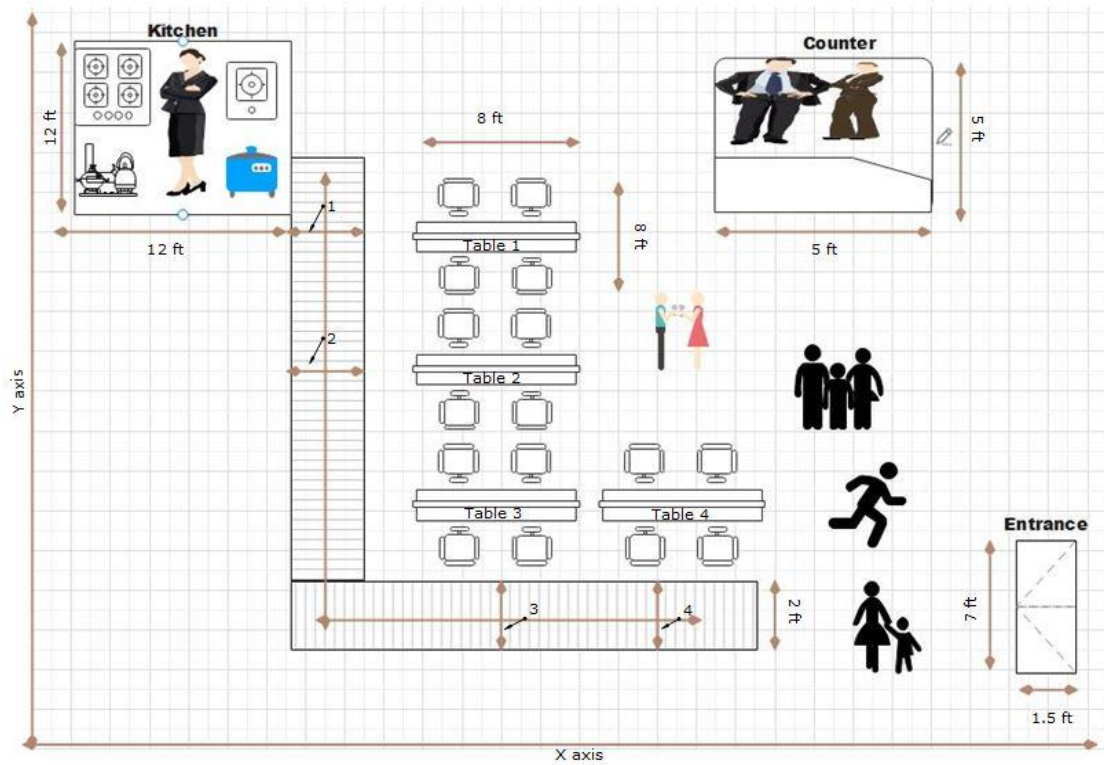 Kitchen
Counter
12 ft
8 ft
5 ft
1
Table 1
8 ft
12 ft
5 ft
2
Table 2
Y axis
Table 3
Table 4
Entrance
3
4
2 ft
7 ft
1.5 ft
X axis